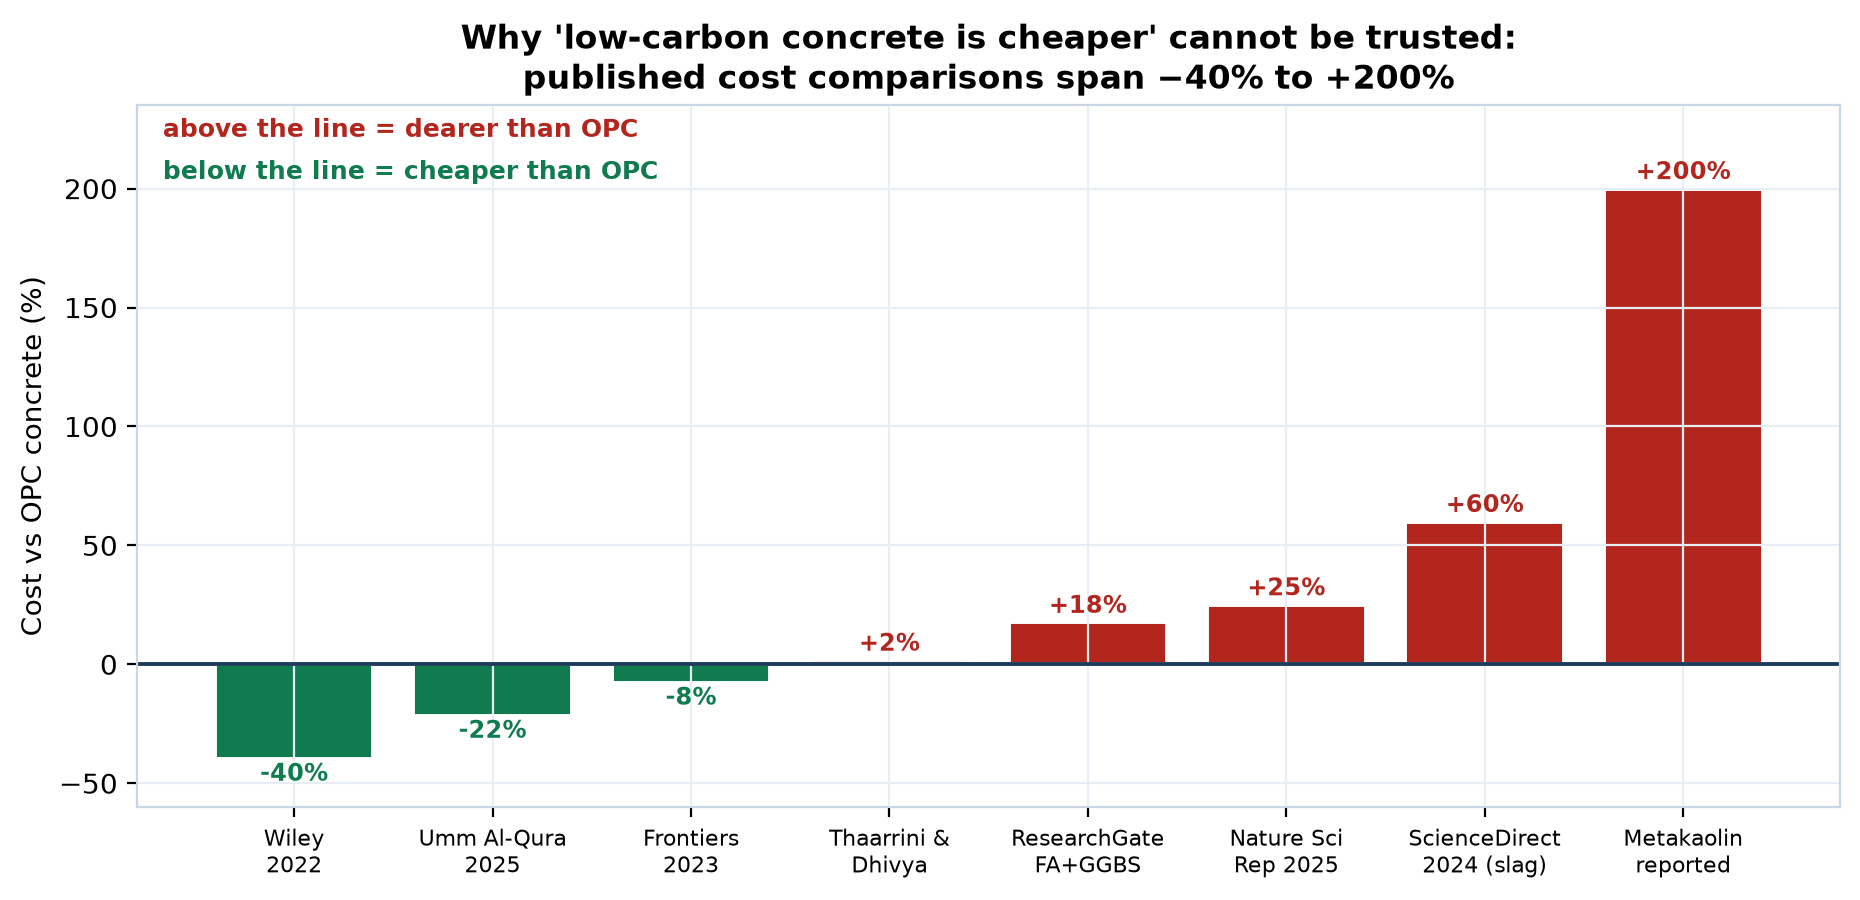 Why 'low-carbon concrete is cheaper' cannot be trusted:
published cost comparisons span −40% to +200%
above the line = dearer than OPC
below the line = cheaper than OPC
Cost vs OPC concrete (%)
200
150
100
50
0
−50
-40%
-22%
-8%
+2%
+18%
+25%
+60%
+200%
Wiley
2022
Umm Al-Qura
2025
Frontiers
2023
Thaarrini &
Dhivya
ResearchGate
FA+GGBS
Nature Sci
Rep 2025
ScienceDirect
2024 (slag)
Metakaolin
reported